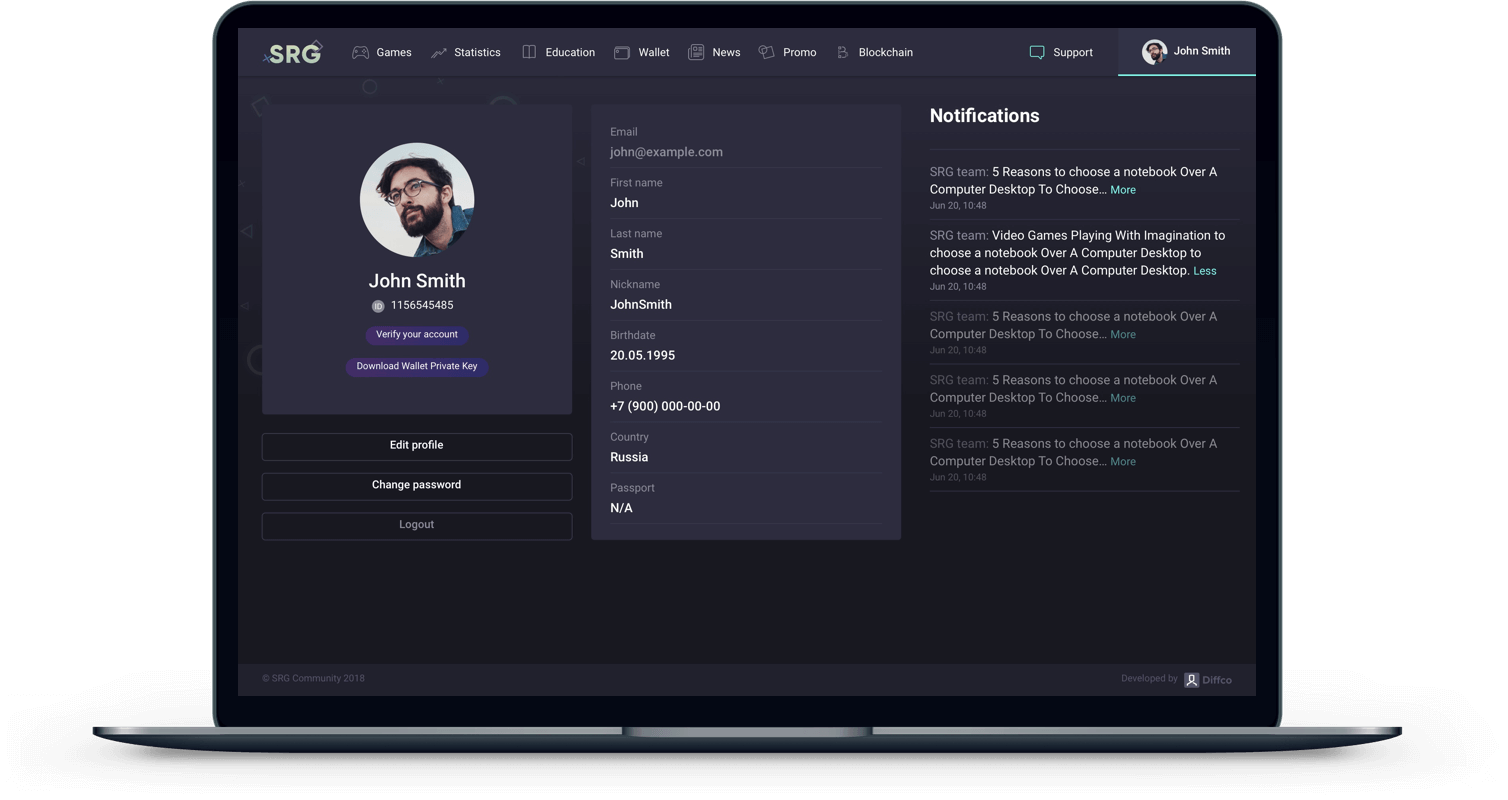 SRG
Games
Statistics
Education
Wallet
News
Promo
Blockchain
Support
John Smith
John Smith
ID 1156545485
Verify your account
Download Wallet Private Key
Edit profile
Change password
Logout
Email
john@example.com
First name
John
Last name
Smith
Nickname
JohnSmith
Birthdate
20.05.1995
Phone
+7 (900) 000-00-00
Country
Russia
Passport
N/A
Notifications
SRG team: 5 Reasons to choose a notebook Over A
Computer Desktop To Choose... More
Jun 20, 10:48
SRG team: Video Games Playing With Imagination to
choose a notebook Over A Computer Desktop to
choose a notebook Over A Computer Desktop. Less
Jun 20, 10:48
SRG team: 5 Reasons to choose a notebook Over A
Computer Desktop To Choose... More
Jun 20, 10:48
SRG team: 5 Reasons to choose a notebook Over A
Computer Desktop To Choose... More
Jun 20, 10:48
SRG team: 5 Reasons to choose a notebook Over A
Computer Desktop To Choose... More
Jun 20, 10:48
© SRG Community 2018
Developed by Diffco